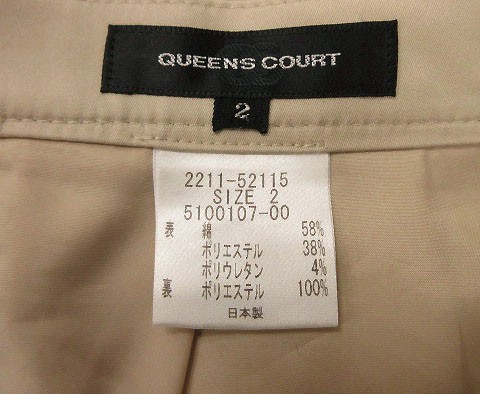 QUEENS COURT
2
2211-52115
SIZE 2
5100107-00
表 綿 58%
ポリエステル 38%
ポリウレタン 4%
裏 ポリエステル 100%
日本製